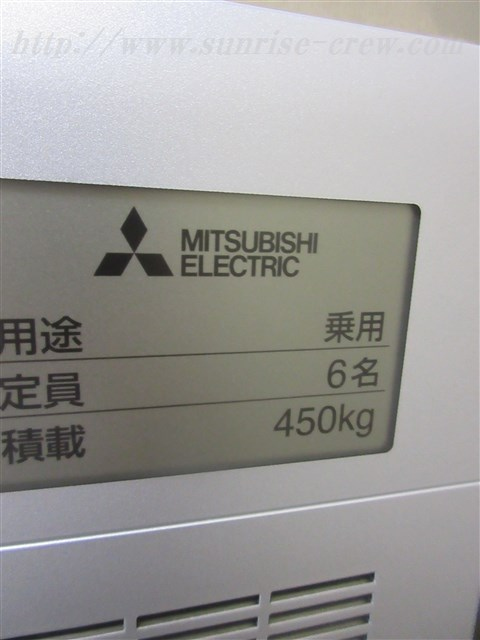 http://www.sunrise-crew.com/
MITSUBISHI
ELECTRIC
用途 乗用
定員 6名
積載 450kg